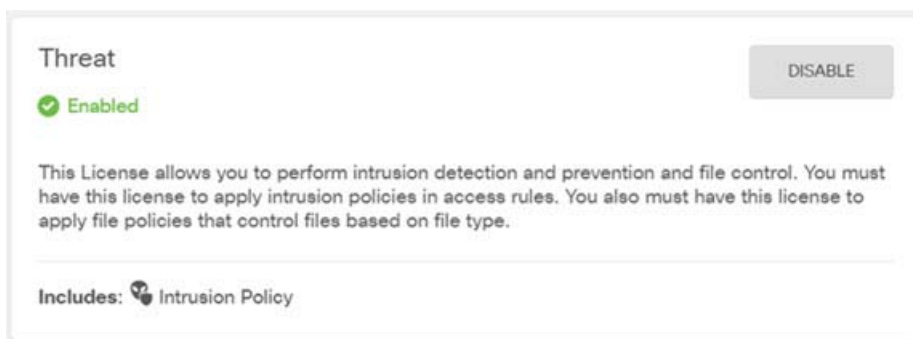 Threat
DISABLE
Enabled
This License allows you to perform intrusion detection and prevention and file control. You must
have this license to apply intrusion policies in access rules. You also must have this license to
apply file policies that control files based on file type.
Includes: Intrusion Policy